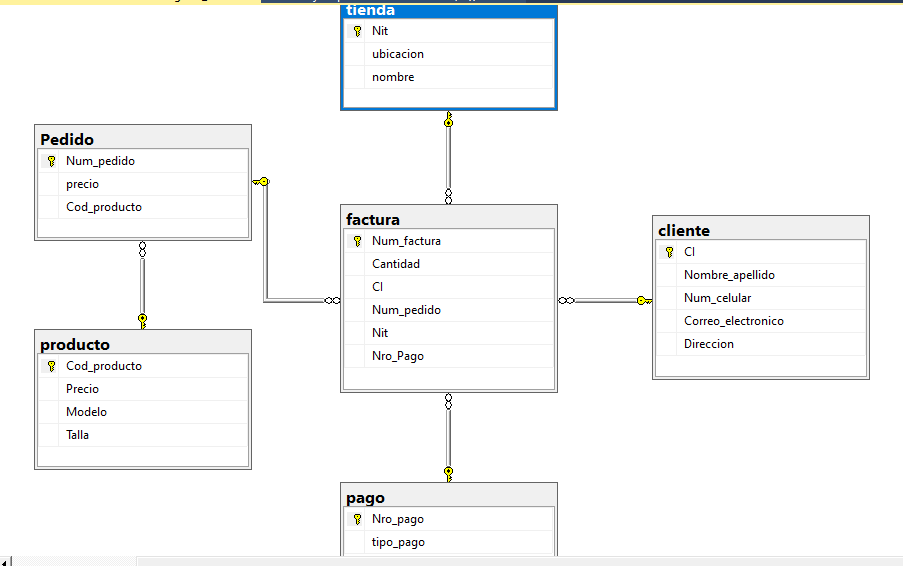 tienda
Nit
ubicacion
nombre
Pedido
Num_pedido
precio
Cod_producto
factura
Num_factura
Cantidad
CI
Num_pedido
Nit
Nro_Pago
cliente
CI
Nombre_apellido
Num_celular
Correo_electronico
Direccion
producto
Cod_producto
Precio
Modelo
Talla
pago
Nro_pago
tipo_pago